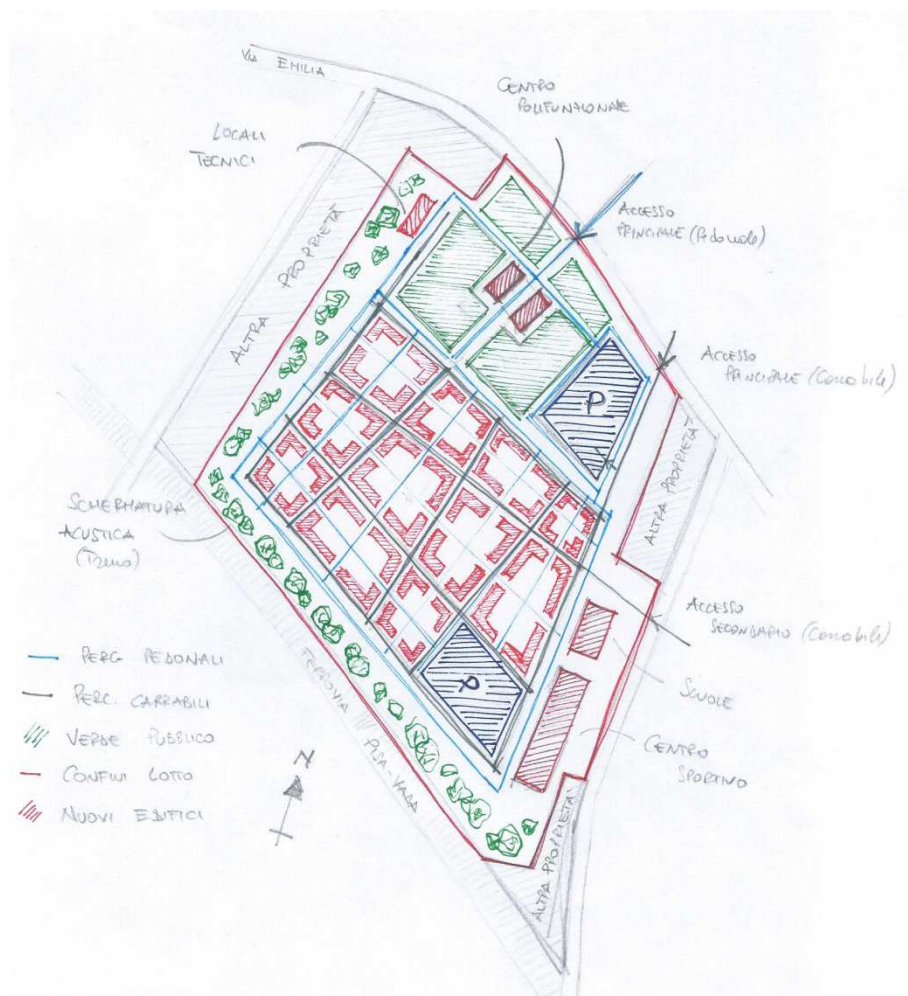 VIA EMILIA
CENTRO
POLIFUNZIONALE
LOCALI
TECNICI
ACCESSO
PRINCIPALE (Pedonale)
ALTRA PROPRIETÀ
ACCESSO
PRINCIPALE (Carrabile)
P
ALTRA PROPRIETÀ
SCHERMATURA
ACUSTICA
(Treno)
ACCESSO
SECONDARIO (Carrabile)
P
SCUOLE
CENTRO
SPORTIVO
FERROVIA PISA-VADA
ALTRA PROPRIETÀ
PERC. PEDONALI
PERC. CARRABILI
VERDE PUBBLICO
CONFINI LOTTO
NUOVI EDIFICI
N